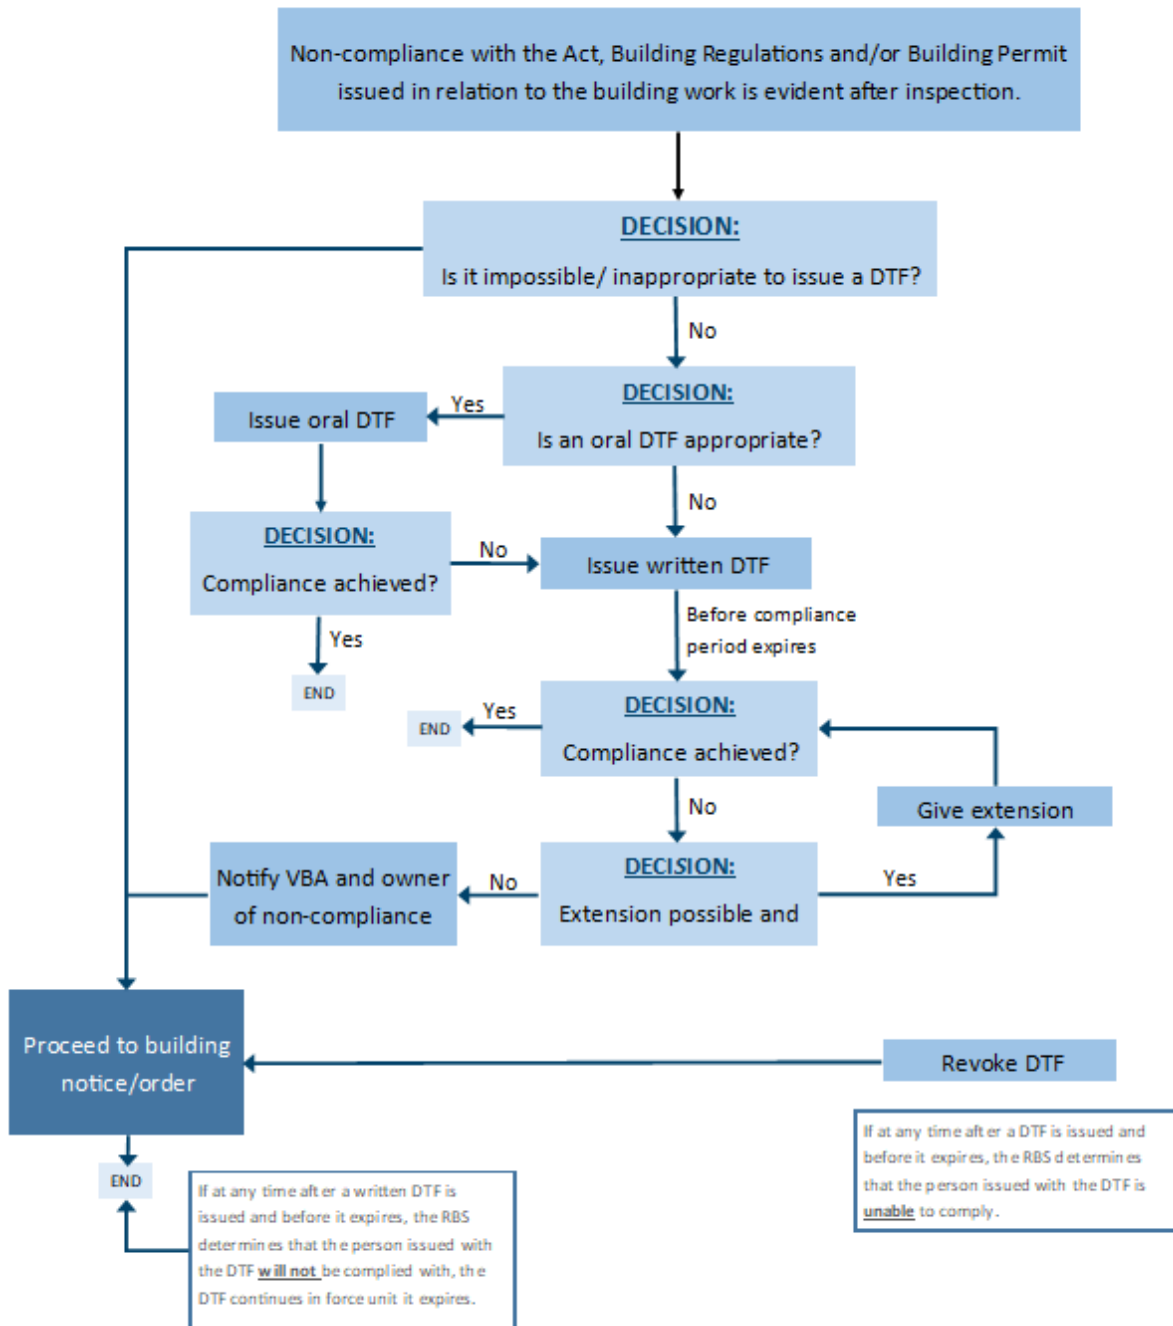 Non-compliance with the Act, Building Regulations and/or Building Permit
issued in relation to the building work is evident after inspection.
DECISION:
Is it impossible/ inappropriate to issue a DTF?
No
DECISION:
Is an oral DTF appropriate?
Yes
Issue oral DTF
No
DECISION:
Compliance achieved?
No
Issue written DTF
Yes
END
Before compliance
period expires
DECISION:
Compliance achieved?
Yes
END
No
Give extension
DECISION:
Extension possible and
Yes
No
Notify VBA and owner
of non-compliance
Proceed to building
notice/order
Revoke DTF
If at any time after a DTF is issued and
before it expires, the RBS determines
that the person issued with the DTF is
unable to comply.
END
If at any time after a written DTF is
issued and before it expires, the RBS
determines that the person issued with
the DTF will not be complied with, the
DTF continues in force unit it expires.